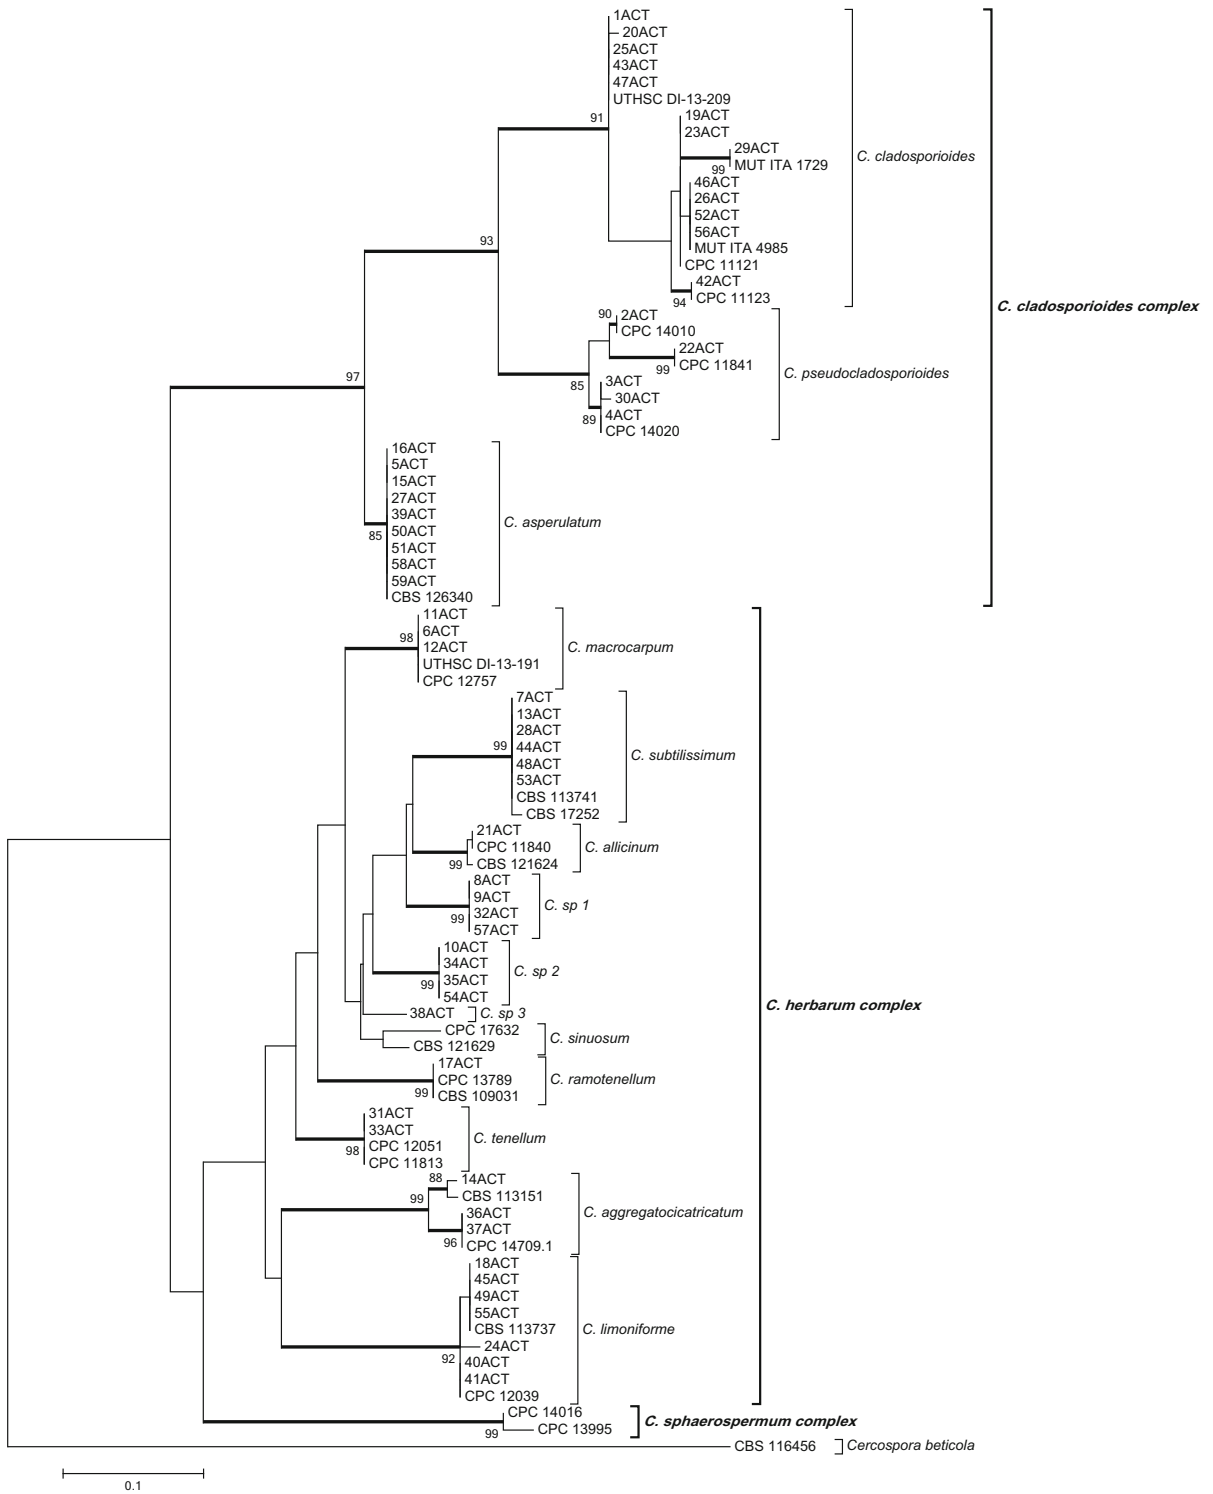 1ACT
20ACT
25ACT
43ACT
47ACT
UTHSC DI-13-209
91
19ACT
23ACT
29ACT
MUT ITA 1729
99
C. cladosporioides
46ACT
26ACT
52ACT
56ACT
MUT ITA 4985
CPC 11121
93
42ACT
CPC 11123
94
C. cladosporioides complex
90
2ACT
CPC 14010
22ACT
CPC 11841
99
C. pseudocladosporioides
85
3ACT
30ACT
4ACT
CPC 14020
89
97
16ACT
5ACT
15ACT
27ACT
39ACT
50ACT
51ACT
58ACT
59ACT
CBS 126340
85
C. asperulatum
11ACT
6ACT
12ACT
UTHSC DI-13-191
CPC 12757
98
C. macrocarpum
7ACT
13ACT
28ACT
44ACT
48ACT
53ACT
CBS 113741
CBS 17252
99
C. subtilissimum
21ACT
CPC 11840
CBS 121624
99
C. allicinum
8ACT
9ACT
32ACT
57ACT
99
C. sp 1
10ACT
34ACT
35ACT
54ACT
99
C. sp 2
38ACT
C. sp 3
C. herbarum complex
CPC 17632
CBS 121629
C. sinuosum
17ACT
CPC 13789
CBS 109031
99
C. ramotenellum
31ACT
33ACT
CPC 12051
CPC 11813
98
C. tenellum
88
14ACT
CBS 113151
99
36ACT
37ACT
CPC 14709.1
96
C. aggregatocicatricatum
18ACT
45ACT
49ACT
55ACT
CBS 113737
24ACT
92
40ACT
41ACT
CPC 12039
C. limoniforme
CPC 14016
CPC 13995
99
C. sphaerospermum complex
CBS 116456
Cercospora beticola
0.1